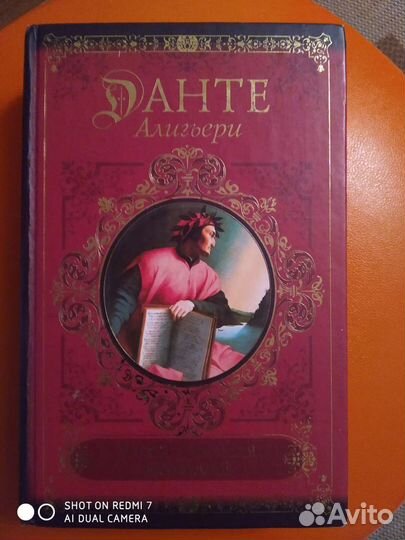 ДАНТЕ
Алигьери
SHOT ON REDMI 7
AI DUAL CAMERA
Avito